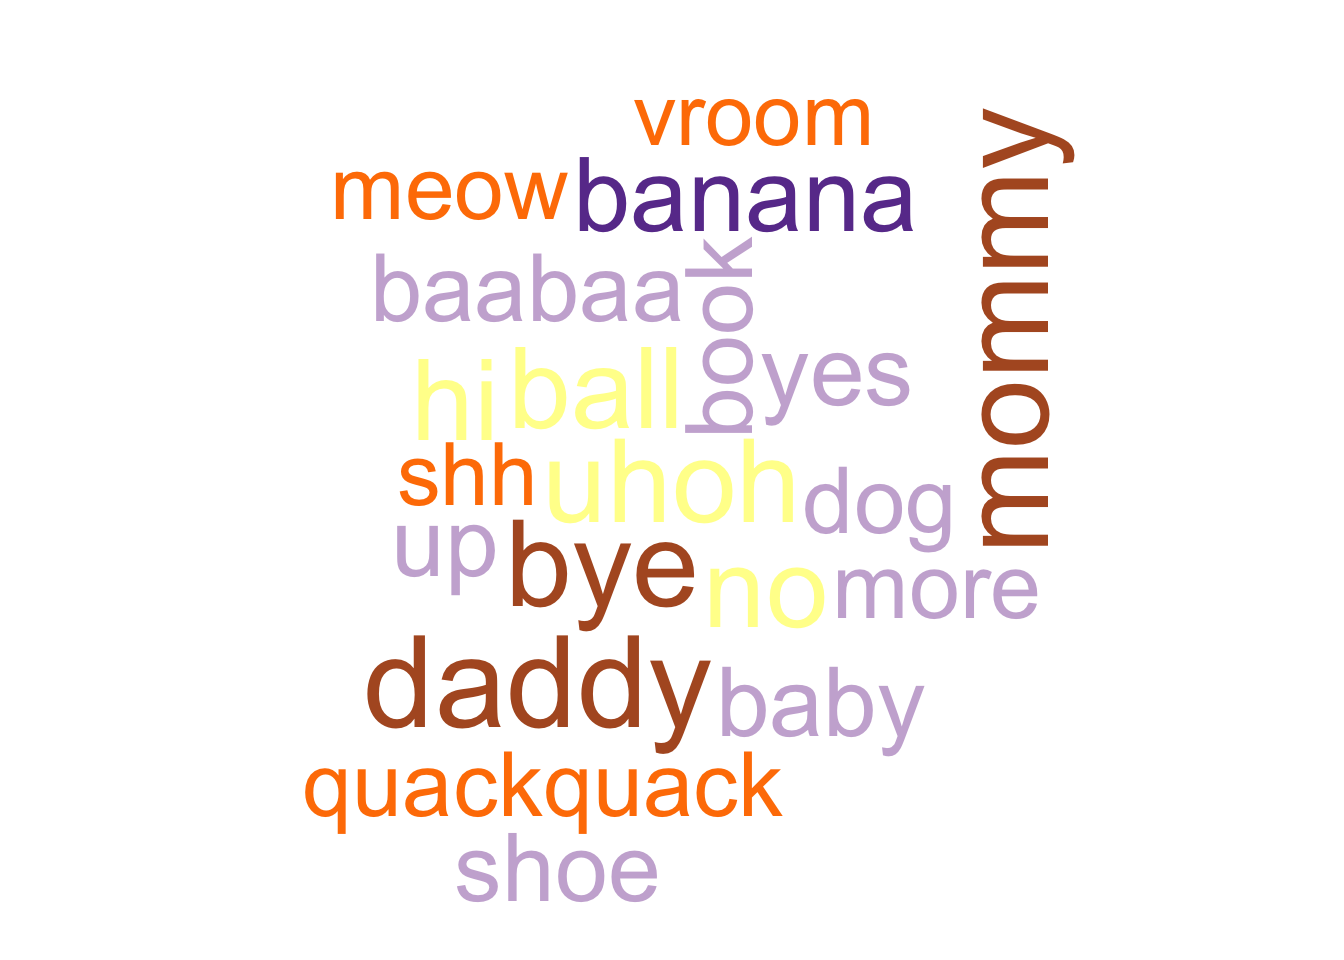 vroom
meow banana
mommy
baabaa
book
hi ball yes
shh uhoh dog
up bye no more
daddy baby
quackquack
shoe